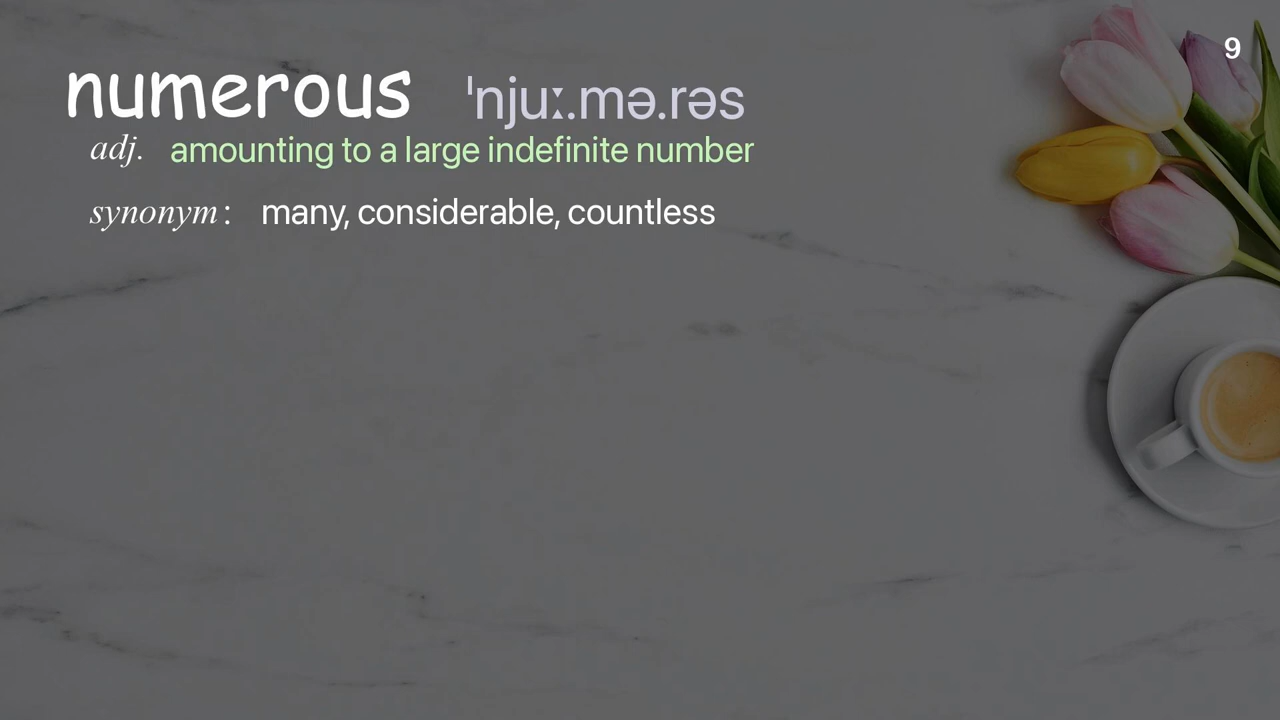 9
numerous ˈnjuː.mə.rəs
adj. amounting to a large indefinite number
synonym: many, considerable, countless